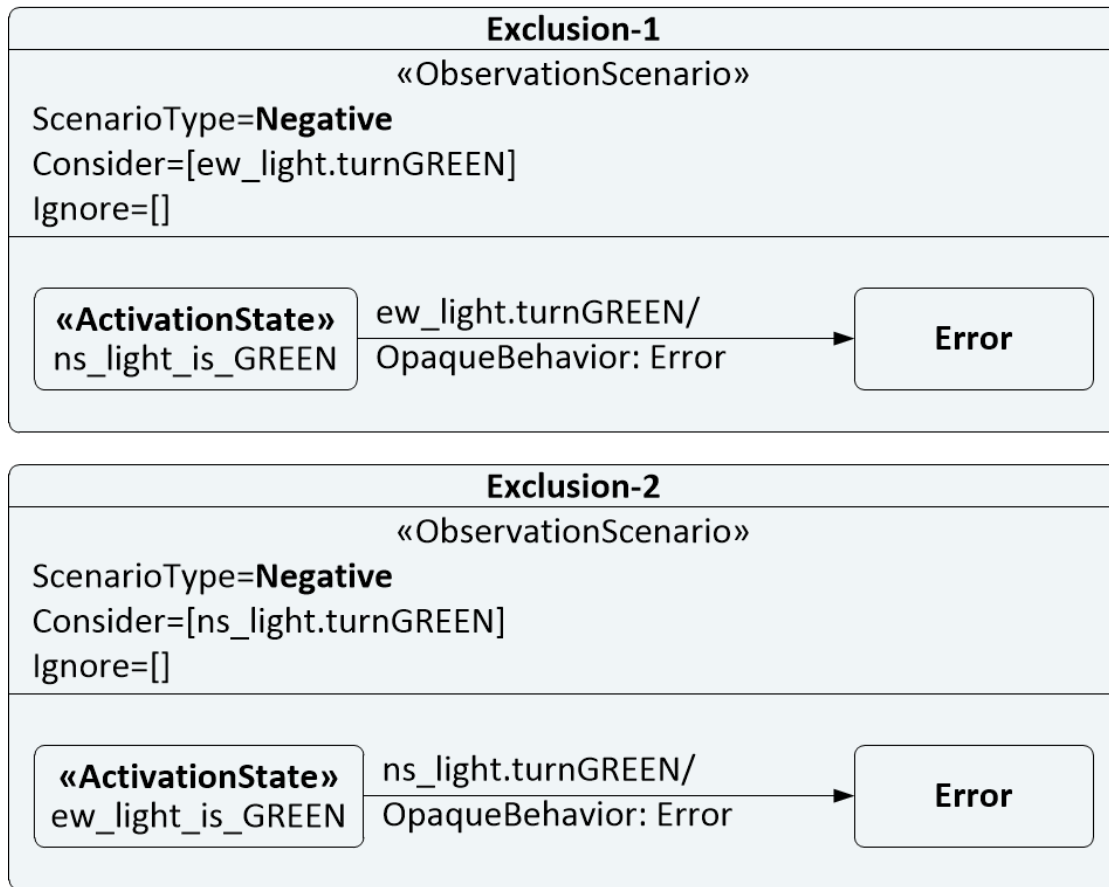 Exclusion-1
«ObservationScenario»
ScenarioType=Negative
Consider=[ew_light.turnGREEN]
Ignore=[]
«ActivationState»
ns_light_is_GREEN
ew_light.turnGREEN/
OpaqueBehavior: Error
Error
Exclusion-2
«ObservationScenario»
ScenarioType=Negative
Consider=[ns_light.turnGREEN]
Ignore=[]
«ActivationState»
ew_light_is_GREEN
ns_light.turnGREEN/
OpaqueBehavior: Error
Error